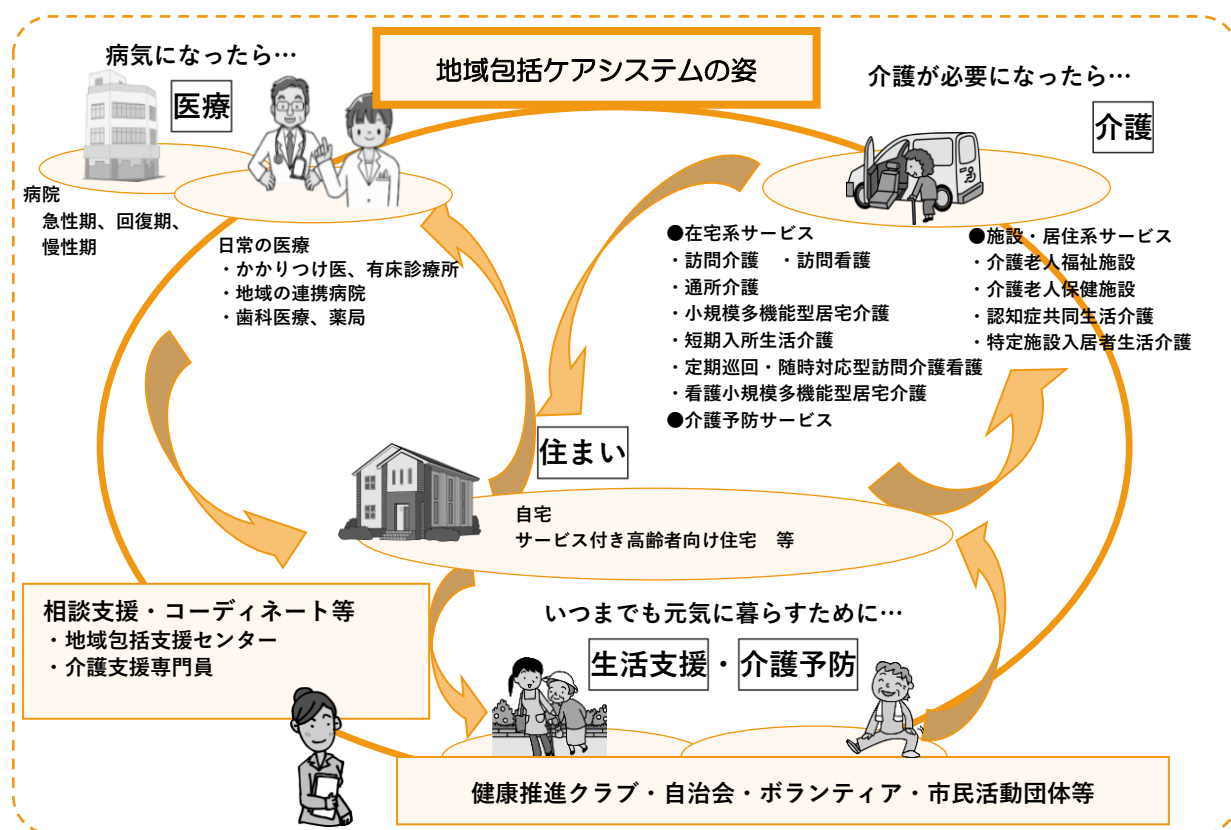 地域包括ケアシステムの姿
病気になったら…
医療
病院
急性期、回復期、
慢性期
日常の医療
・かかりつけ医、有床診療所
・地域の連携病院
・歯科医療、薬局
介護が必要になったら…
介護
●在宅系サービス
・訪問介護　・訪問看護
・通所介護
・小規模多機能型居宅介護
・短期入所生活介護
・定期巡回・随時対応型訪問介護看護
・看護小規模多機能型居宅介護
●介護予防サービス
●施設・居住系サービス
・介護老人福祉施設
・介護老人保健施設
・認知症共同生活介護
・特定施設入居者生活介護
住まい
自宅
サービス付き高齢者向け住宅　等
相談支援・コーディネート等
・地域包括支援センター
・介護支援専門員
いつまでも元気に暮らすために…
生活支援・介護予防
健康推進クラブ・自治会・ボランティア・市民活動団体等